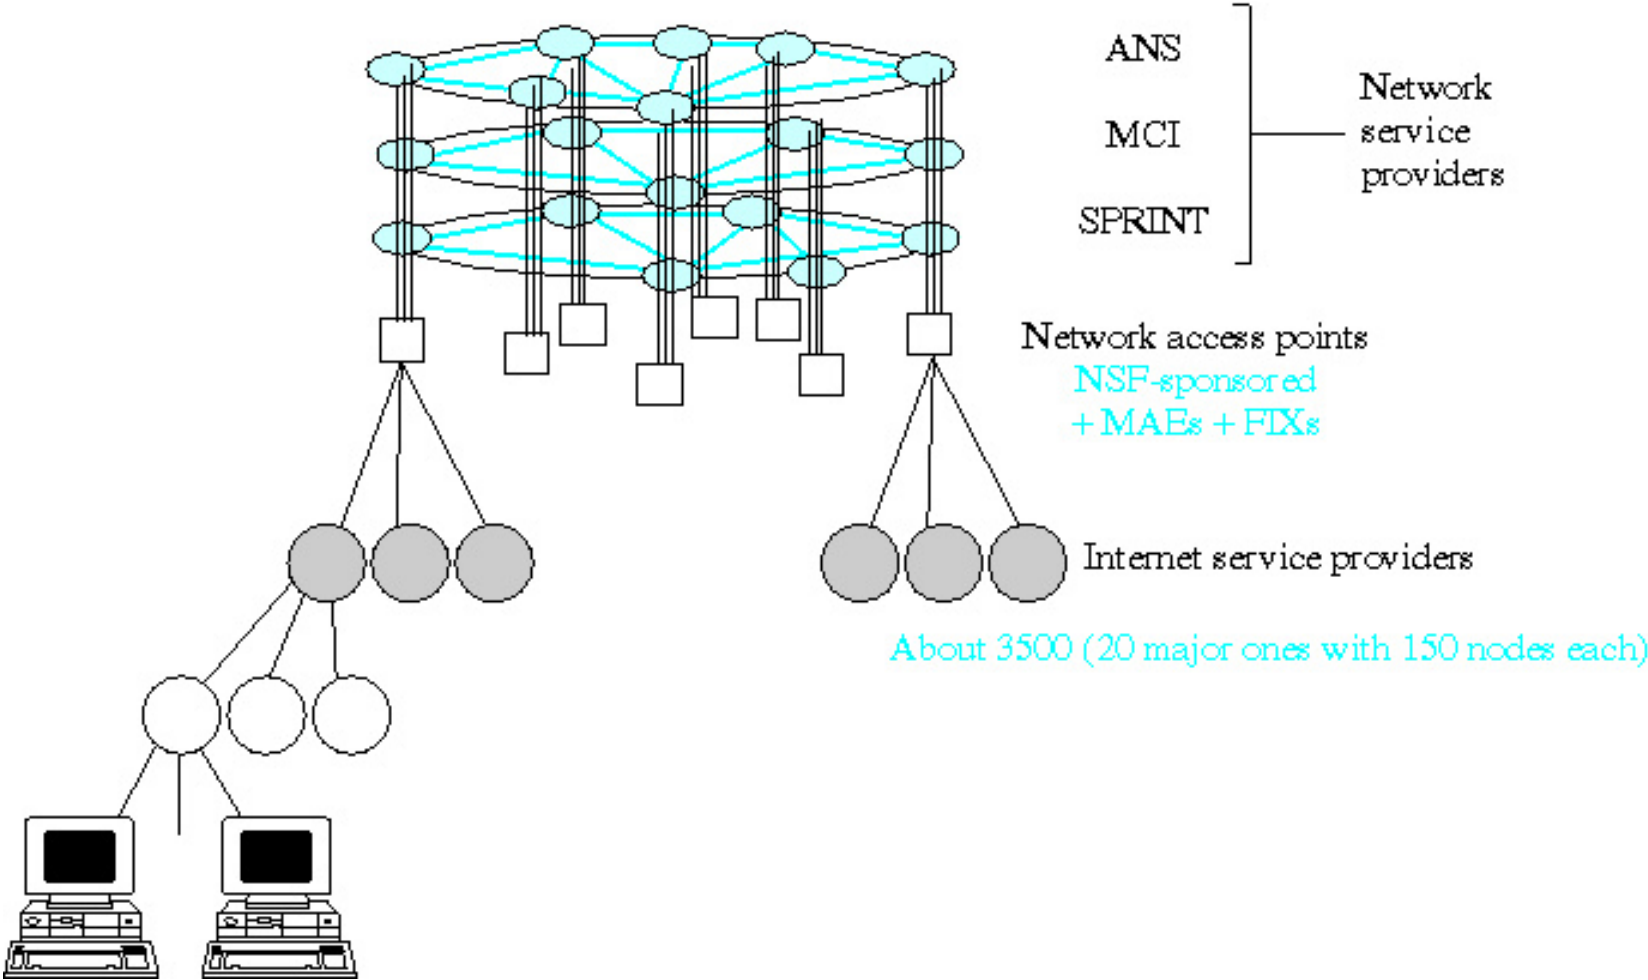 ANS
MCI
SPRINT
Network
service
providers
Network access points
NSF-sponsored
+ MAEs + FIXs
Internet service providers
About 3500 (20 major ones with 150 nodes each)